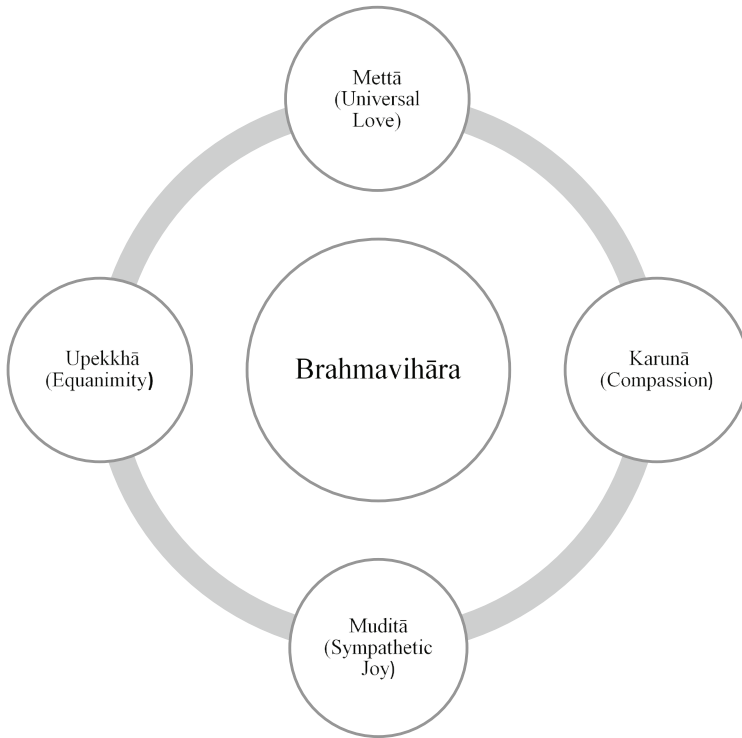 Mettā
(Universal
Love)
Upekkhā
(Equanimity)
Brahmavihāra
Karunā
(Compassion)
Muditā
(Sympathetic
Joy)